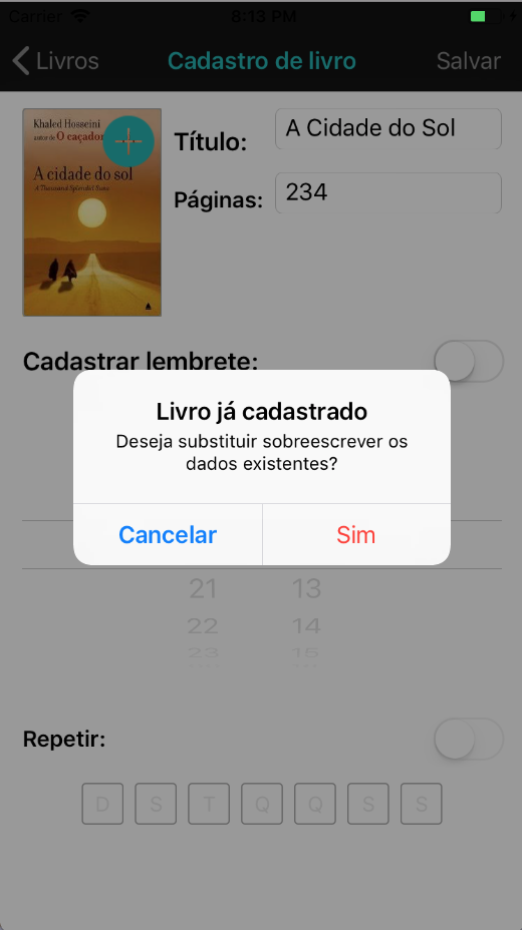 Carrier 8:13 PM
Livros Cadastro de livro Salvar
Khaled Hosseini
autor de O caçador
A cidade do sol
A Thousand Splendid Suns
Título: A Cidade do Sol
Páginas: 234
Cadastrar lembrete:
Livro já cadastrado
Deseja substituir sobreescrever os
dados existentes?
Cancelar Sim
21 13
22 14
23 15
Repetir:
D S T Q Q S S